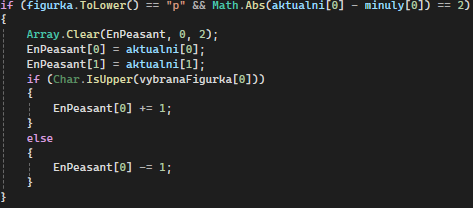 if (figurka.ToLower() == "p" && Math.Abs(aktualni[0] - minuly[0]) == 2)
{
Array.Clear(EnPeasant, 0, 2);
EnPeasant[0] = aktualni[0];
EnPeasant[1] = aktualni[1];
if (Char.IsUpper(vybranaFigurka[0]))
{
EnPeasant[0] += 1;
}
else
{
EnPeasant[0] -= 1;
}
}